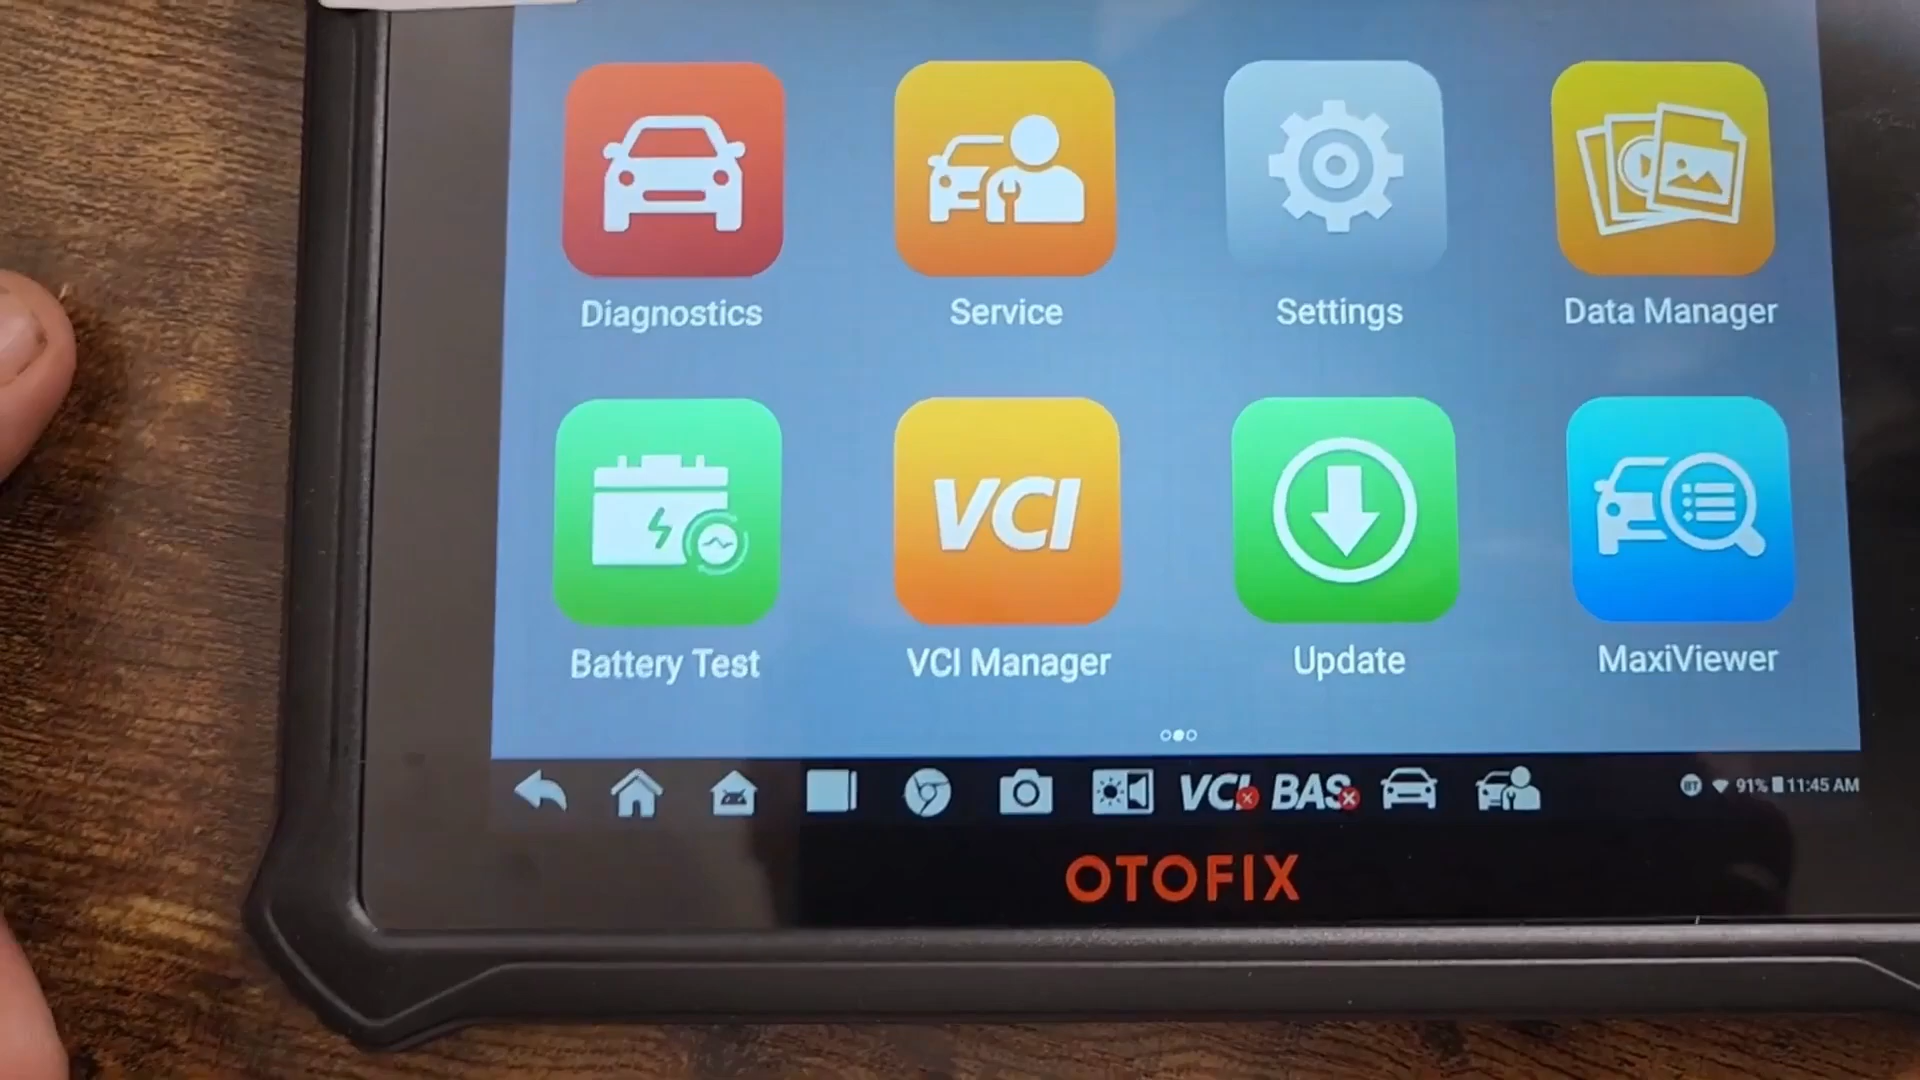 Diagnostics
Service
Settings
Data Manager
VCI
Battery Test
VCI Manager
Update
MaxiViewer
VCI
BAS
91% 11:45 AM
OTOFIX